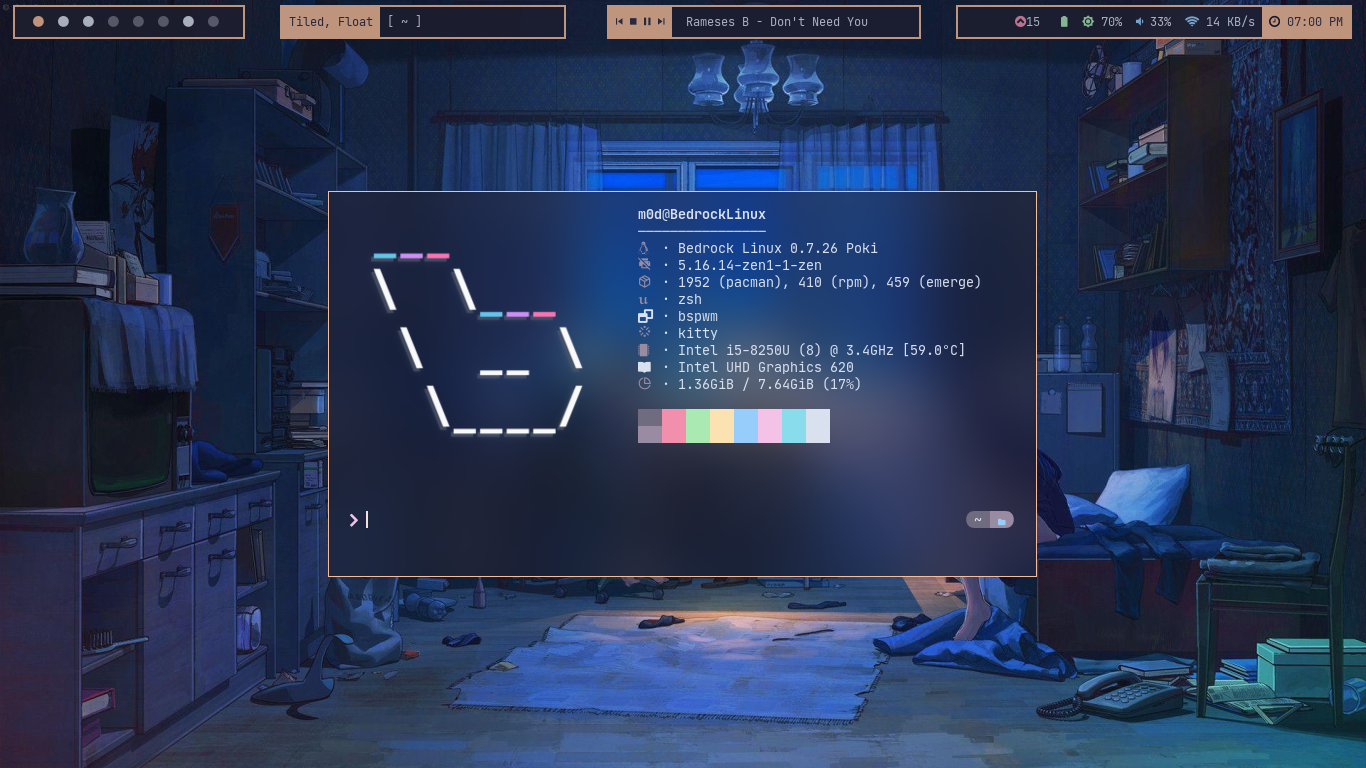 Tiled, Float [ ~ ]
Rameses B - Don't Need You
15 70% 33% 14 KB/s 07:00 PM
m0d@BedrockLinux
· Bedrock Linux 0.7.26 Poki
· 5.16.14-zen1-1-zen
· 1952 (pacman), 410 (rpm), 459 (emerge)
u · zsh
· bspwm
· kitty
· Intel i5-8250U (8) @ 3.4GHz [59.0°C]
· Intel UHD Graphics 620
· 1.36GiB / 7.64GiB (17%)
❯
~